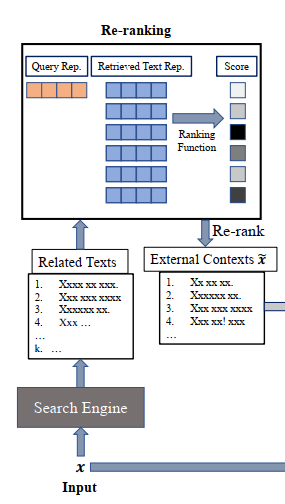 Re-ranking
Query Rep. Retrieved Text Rep. Score
Ranking
Function
Re-rank
Related Texts
1. Xxxx xx xxx.
2. Xxx xxx xxxx
3. Xxxxxx xx.
4. Xxx …
…
k. …
External Contexts x̃
1. Xx xx xx.
2. Xxxxxx xx.
3. Xxx xxx xxxx
4. Xxx xx! xxx
…
Search Engine
x
Input